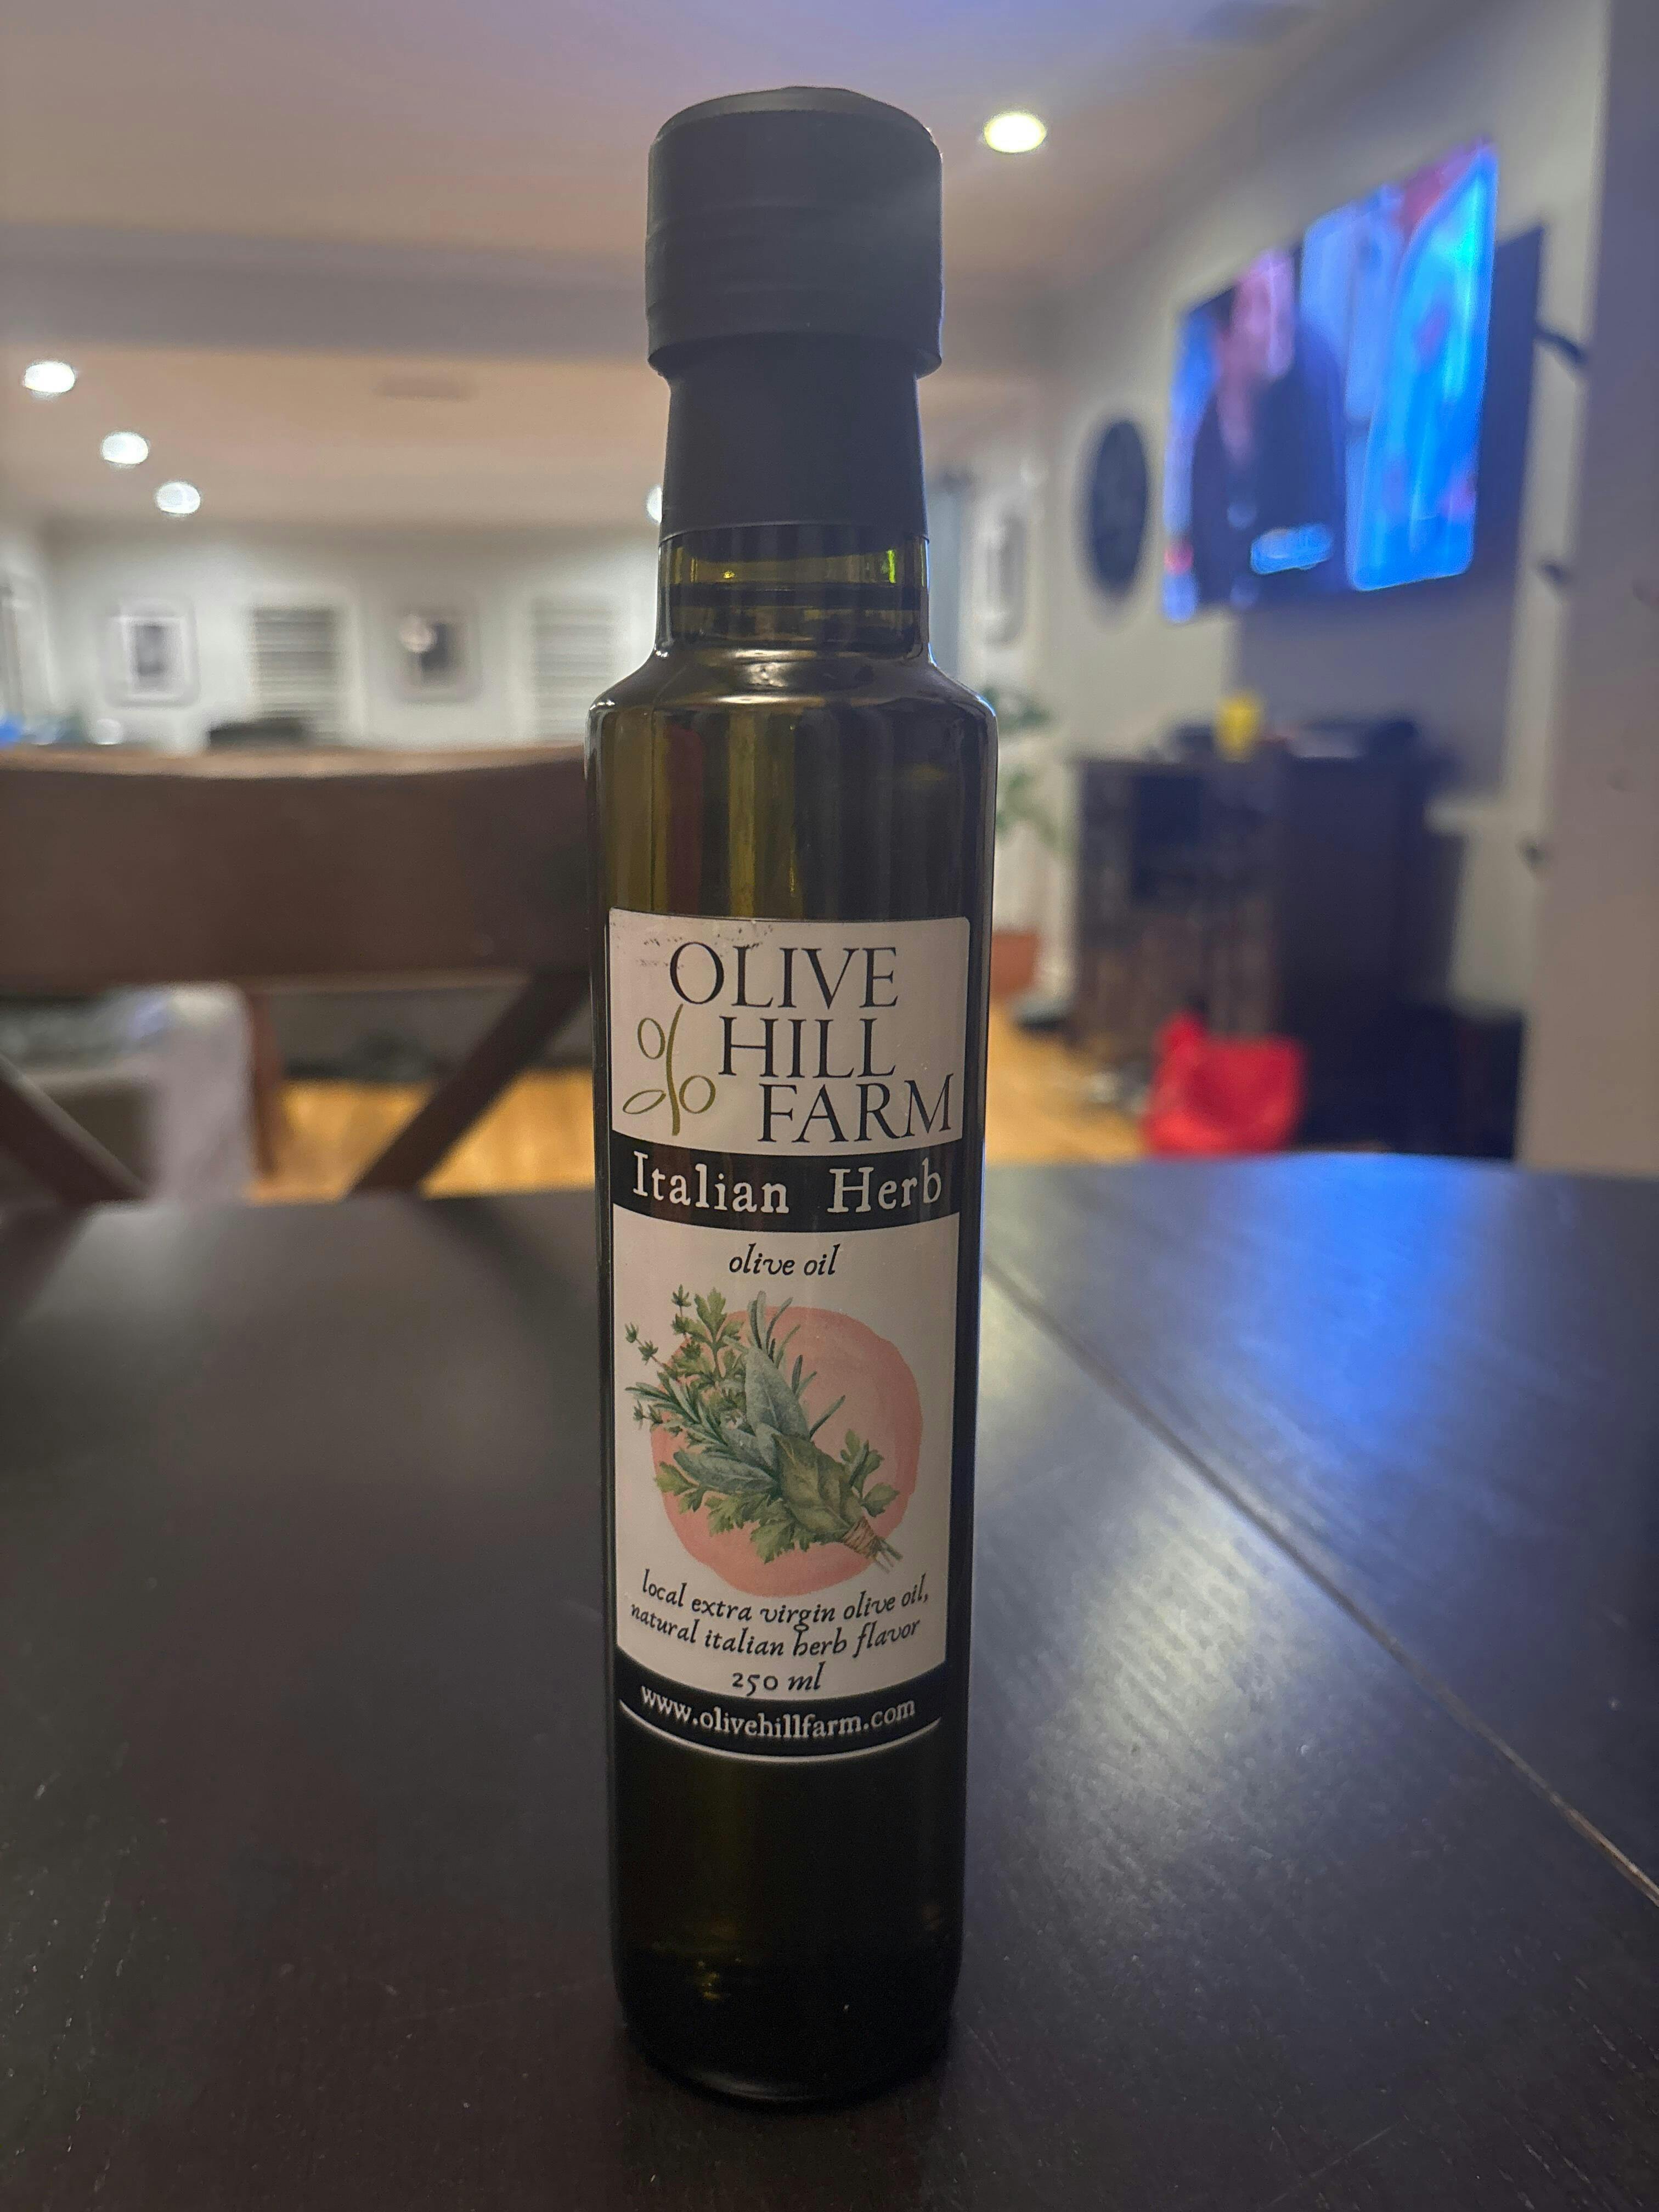 OLIVE
HILL
FARM
Italian Herb
olive oil
local extra virgin olive oil,
natural italian herb flavor
250 ml
www.olivehillfarm.com